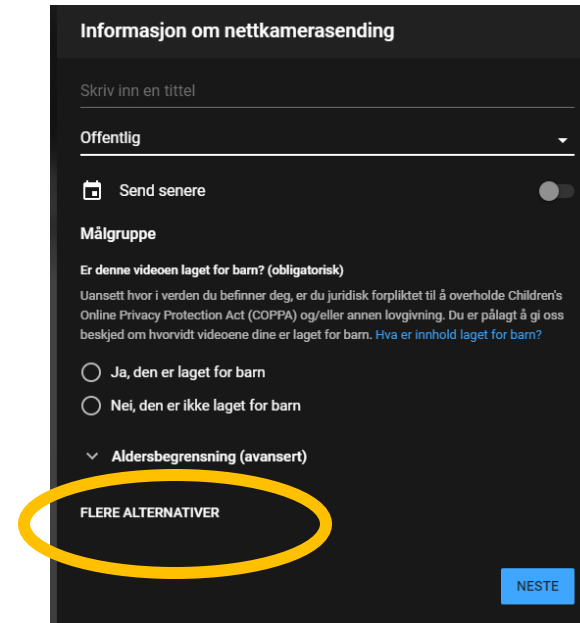 Informasjon om nettkamerasending
Skriv inn en tittel
Offentlig
Send senere
Målgruppe
Er denne videoen laget for barn? (obligatorisk)
Uansett hvor i verden du befinner deg, er du juridisk forpliktet til å overholde Children's
Online Privacy Protection Act (COPPA) og/eller annen lovgivning. Du er pålagt å gi oss
beskjed om hvorvidt videoene dine er laget for barn. Hva er innhold laget for barn?
Ja, den er laget for barn
Nei, den er ikke laget for barn
Aldersbegrensning (avansert)
FLERE ALTERNATIVER
NESTE